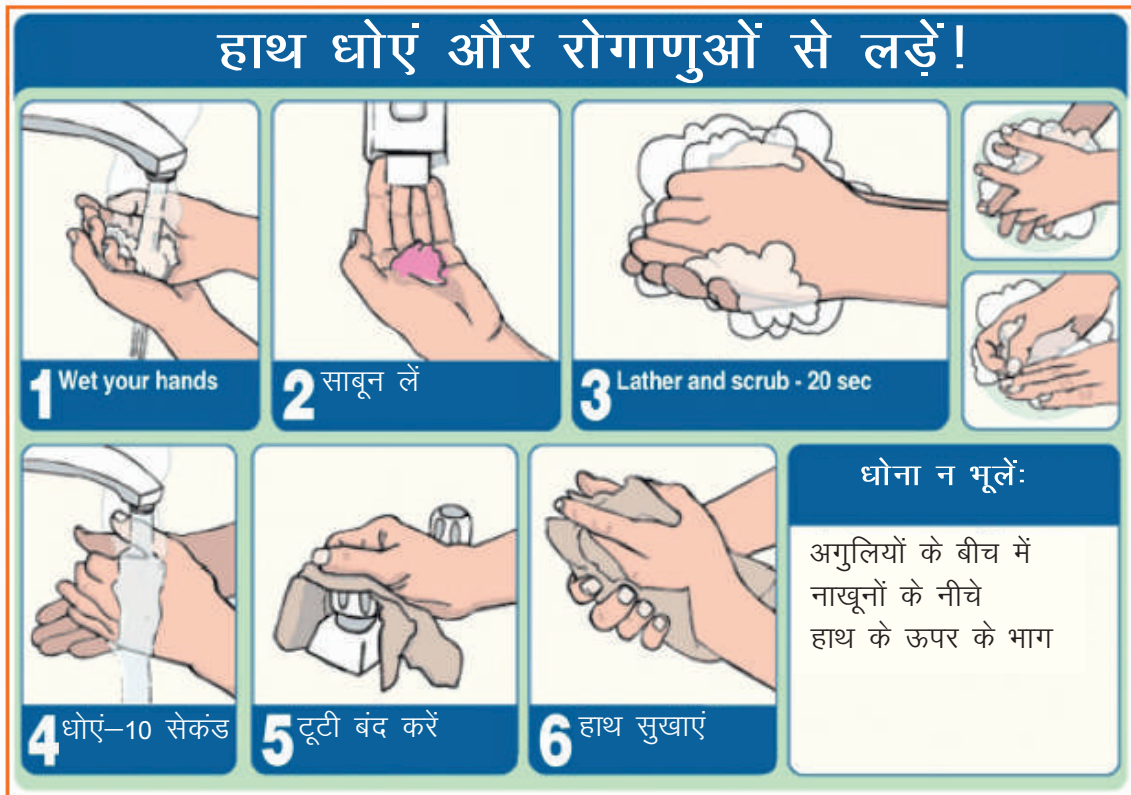 हाथ धोएं और रोगाणुओं से लड़ें!
1 Wet your hands
2 साबून लें
3 Lather and scrub - 20 sec
4 धोएं–10 सेकंड
5 टूटी बंद करें
6 हाथ सुखाएं
धोना न भूलें:
अगुलियों के बीच में
नाखूनों के नीचे
हाथ के ऊपर के भाग